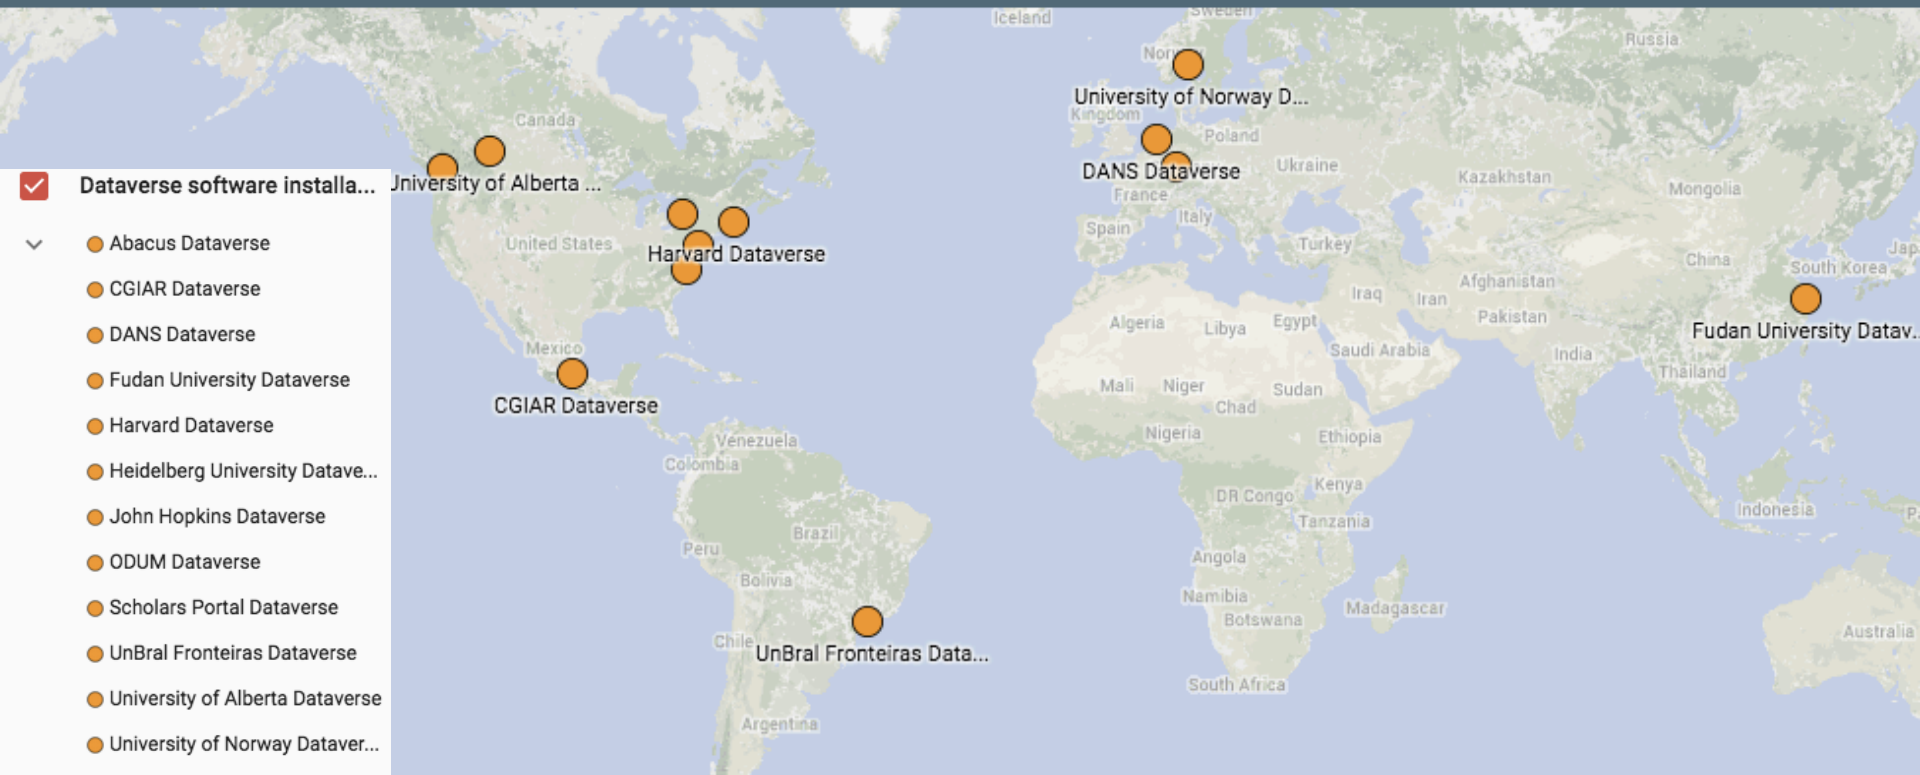 Dataverse software installa...
Abacus Dataverse
CGIAR Dataverse
DANS Dataverse
Fudan University Dataverse
Harvard Dataverse
Heidelberg University Datave...
John Hopkins Dataverse
ODUM Dataverse
Scholars Portal Dataverse
UnBral Fronteiras Dataverse
University of Alberta Dataverse
University of Norway Dataver...
Iceland
Sweden
Russia
Norway
University of Norway D...
Canada
Kingdom
Poland
University of Alberta ...
DANS Dataverse
Ukraine
Kazakhstan
Mongolia
France
Italy
Spain
United States
Harvard Dataverse
Turkey
China
Jap
South Korea
Afghanistan
Iraq
Iran
Pakistan
Algeria
Libya
Egypt
Fudan University Datav...
Mexico
Saudi Arabia
India
Thailand
Mali
Niger
Sudan
Chad
CGIAR Dataverse
Venezuela
Nigeria
Ethiopia
Colombia
Kenya
DR Congo
Indonesia
P
Tanzania
Brazil
Peru
Angola
Bolivia
Namibia
Madagascar
Botswana
Australia
Chile
UnBral Fronteiras Data...
South Africa
Argentina